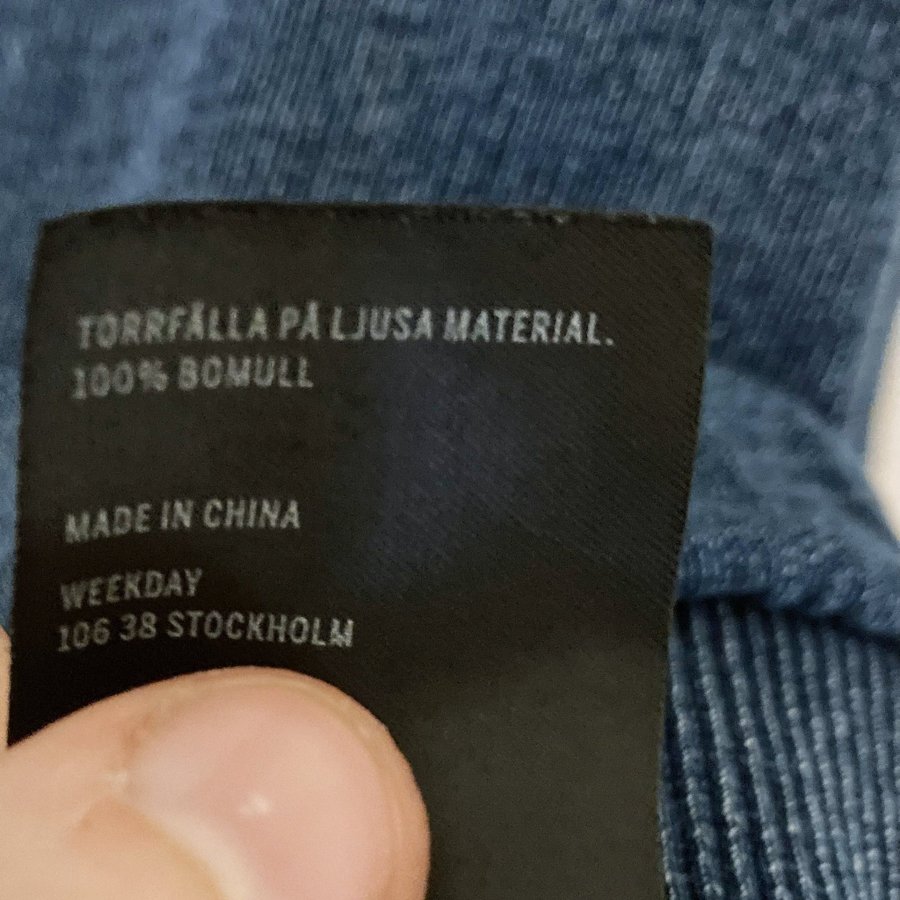 TORRFÄLLA PÅ LJUSA MATERIAL.
100% BOMULL
MADE IN CHINA
WEEKDAY
106 38 STOCKHOLM